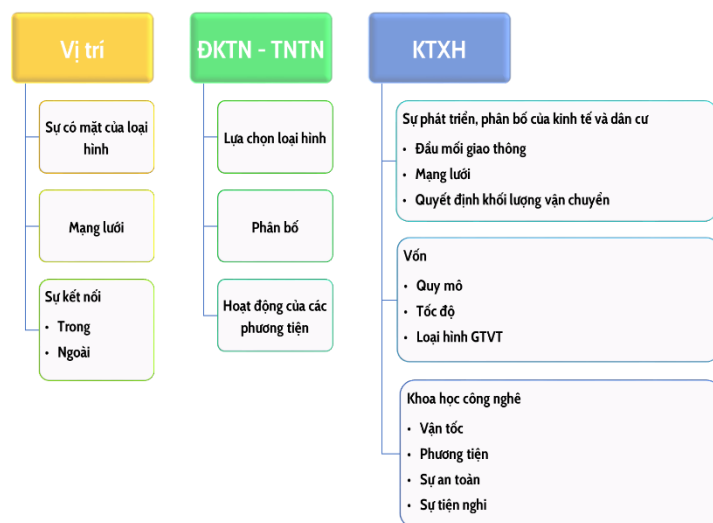 Vị trí
Sự có mặt của loại
hình
Mạng lưới
Sự kết nối
• Trong
• Ngoài
ĐKTN - TNTN
Lựa chọn loại hình
Phân bố
Hoạt động của các
phương tiện
KTXH
Sự phát triển, phân bố của kinh tế và dân cư
• Đầu mối giao thông
• Mạng lưới
• Quyết định khối lượng vận chuyển
Vốn
• Quy mô
• Tốc độ
• Loại hình GTVT
Khoa học công nghê
• Vận tốc
• Phương tiện
• Sự an toàn
• Sự tiện nghi